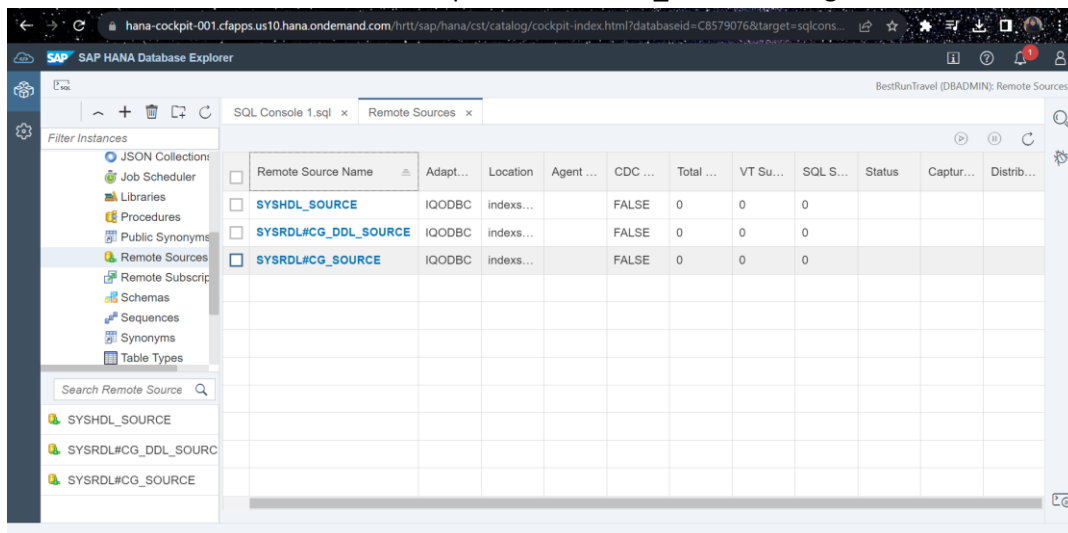 hana-cockpit-001.cfapps.us10.hana.ondemand.com/hrtt/sap/hana/cst/catalog/cockpit-index.html?databaseid=C8579076&target=sqlcons...
SAP SAP HANA Database Explorer
1
SQL
BestRunTravel (DBADMIN): Remote Sources
SQL Console 1.sql × Remote Sources ×
Filter Instances
JSON Collections
Job Scheduler
Libraries
Procedures
Public Synonyms
Remote Sources
Remote Subscrip
Schemas
Sequences
Synonyms
Table Types
Remote Source Name Adapt... Location Agent ... CDC ... Total ... VT Su... SQL S... Status Captur... Distrib...
SYSHDL_SOURCE IQODBC indexs... FALSE 0 0 0
SYSRDL#CG_DDL_SOURCE IQODBC indexs... FALSE 0 0 0
SYSRDL#CG_SOURCE IQODBC indexs... FALSE 0 0 0
Search Remote Source
SYSHDL_SOURCE
SYSRDL#CG_DDL_SOURC
SYSRDL#CG_SOURCE